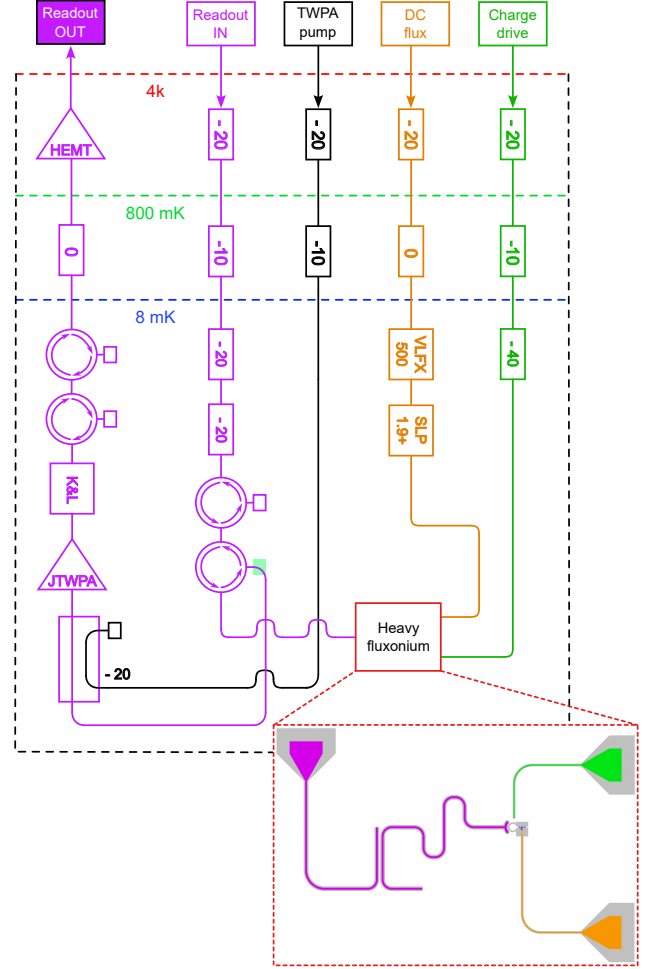 Readout
OUT
Readout
IN
TWPA
pump
DC
flux
Charge
drive
4k
HEMT
- 20
- 20
- 20
- 20
800 mK
0
-10
-10
0
-10
8 mK
- 20
VLFX
500
- 40
- 20
SLP
1.9+
K&L
JTWPA
Heavy
fluxonium
- 20